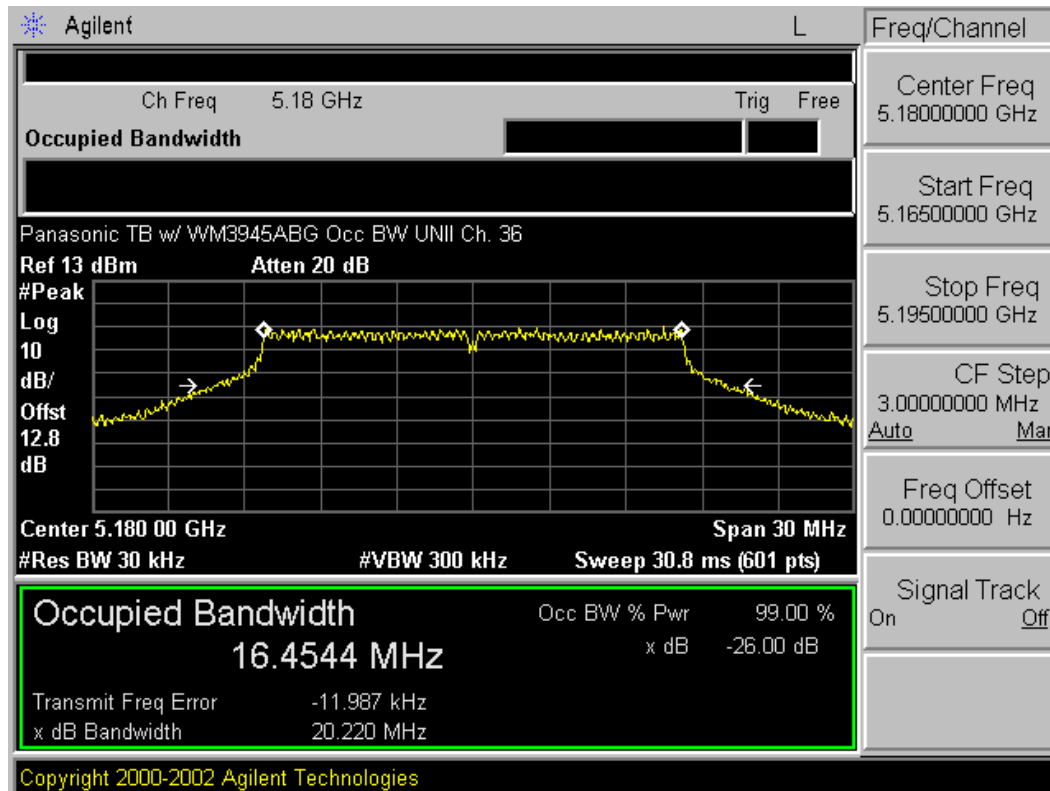 Agilent L Freq/Channel
Ch Freq 5.18 GHz Trig Free
Occupied Bandwidth
Center Freq
5.18000000 GHz
Start Freq
5.16500000 GHz
Stop Freq
5.19500000 GHz
CF Step
3.00000000 MHz
Auto Man
Freq Offset
0.00000000 Hz
Signal Track
On Off
Panasonic TB w/ WM3945ABG Occ BW UNII Ch. 36
Ref 13 dBm Atten 20 dB
#Peak
Log
10
dB/
Offst
12.8
dB
Center 5.180 00 GHz Span 30 MHz
#Res BW 30 kHz #VBW 300 kHz Sweep 30.8 ms (601 pts)
Occupied Bandwidth Occ BW % Pwr 99.00 %
16.4544 MHz x dB -26.00 dB
Transmit Freq Error -11.987 kHz
x dB Bandwidth 20.220 MHz
Copyright 2000-2002 Agilent Technologies